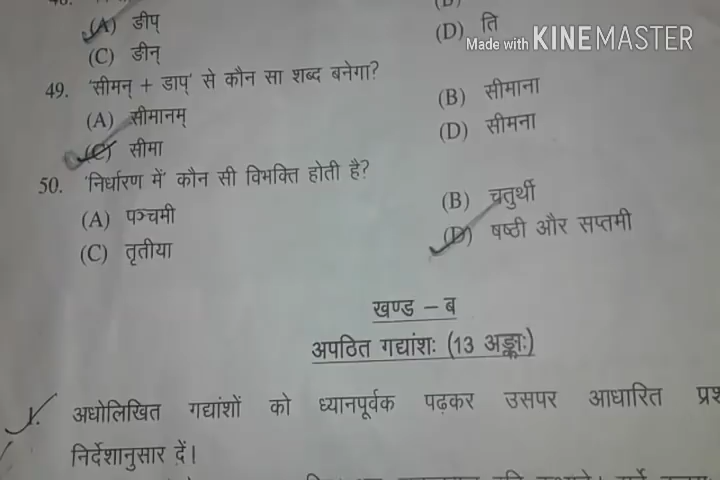 (A) डीप्
(D) ति
Made with KINEMASTER
(C) डीन्
49. 'सीमन् + डाप्' से कौन सा शब्द बनेगा?
(A) सीमानम्
(B) सीमाना
(C) सीमा
(D) सीमना
50. 'निर्धारण में' कौन सी विभक्ति होती है?
(A) पञ्चमी
(B) चतुर्थी
(C) तृतीया
(D) षष्ठी और सप्तमी
खण्ड – ब
अपठित गद्यांशः (13 अङ्काः)
1. अधोलिखित गद्यांशों को ध्यानपूर्वक पढ़कर उसपर आधारित प्रश
निर्देशानुसार दें।